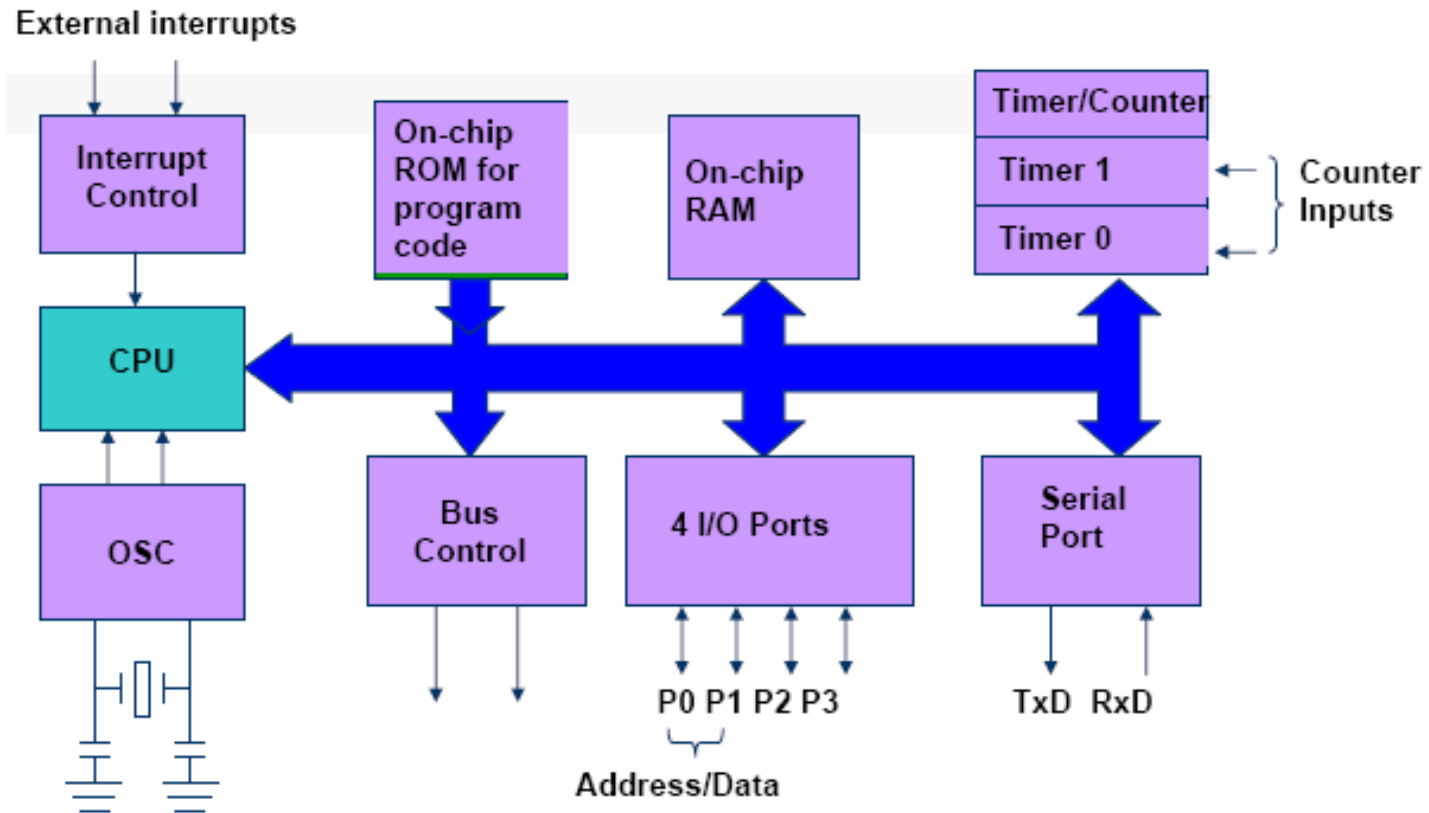 External interrupts
Interrupt
Control
On-chip
ROM for
program
code
On-chip
RAM
Timer/Counter
Timer 1
Timer 0
Counter
Inputs
CPU
OSC
Bus
Control
4 I/O Ports
Serial
Port
P0 P1 P2 P3
TxD RxD
Address/Data